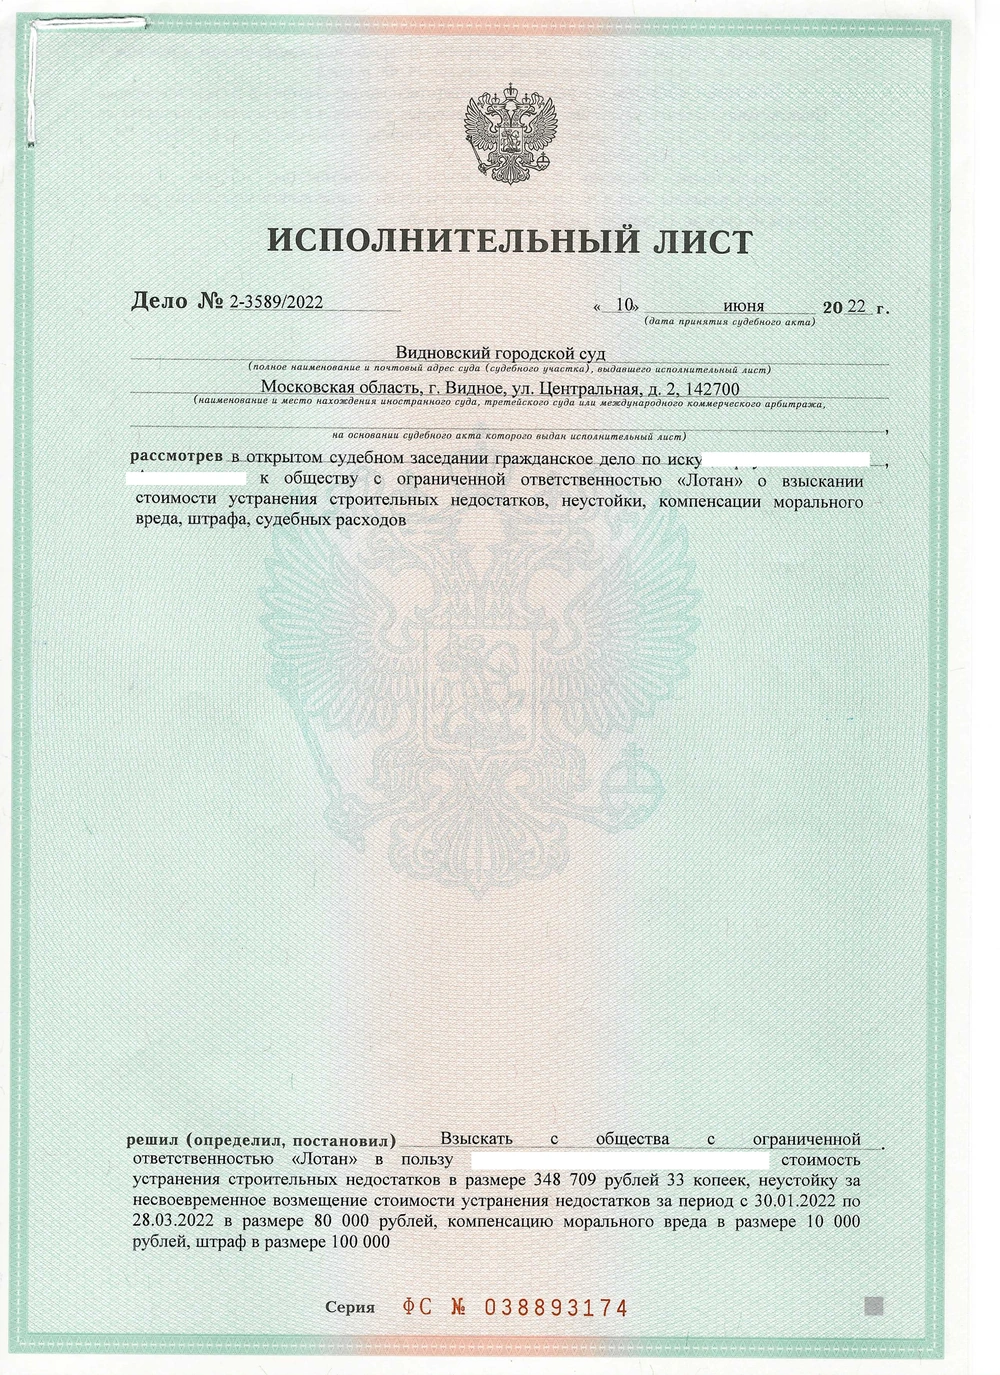 ИСПОЛНИТЕЛЬНЫЙ ЛИСТ
Дело № 2-3589/2022 « 10» июня 20 22 г.
(дата принятия судебного акта)
Видновский городской суд
(полное наименование и почтовый адрес суда (судебного участка), выдавшего исполнительный лист)
Московская область, г. Видное, ул. Центральная, д. 2, 142700
(наименование и место нахождения иностранного суда, третейского суда или международного коммерческого арбитража,
,
на основании судебного акта которого выдан исполнительный лист)
рассмотрев в открытом судебном заседании гражданское дело по иску ,
к обществу с ограниченной ответственностью «Лотан» о взыскании
стоимости устранения строительных недостатков, неустойки, компенсации морального
вреда, штрафа, судебных расходов
решил (определил, постановил) Взыскать с общества с ограниченной .
ответственностью «Лотан» в пользу стоимость
устранения строительных недостатков в размере 348 709 рублей 33 копеек, неустойку за
несвоевременное возмещение стоимости устранения недостатков за период с 30.01.2022 по
28.03.2022 в размере 80 000 рублей, компенсацию морального вреда в размере 10 000
рублей, штраф в размере 100 000
Серия ФС № 038893174